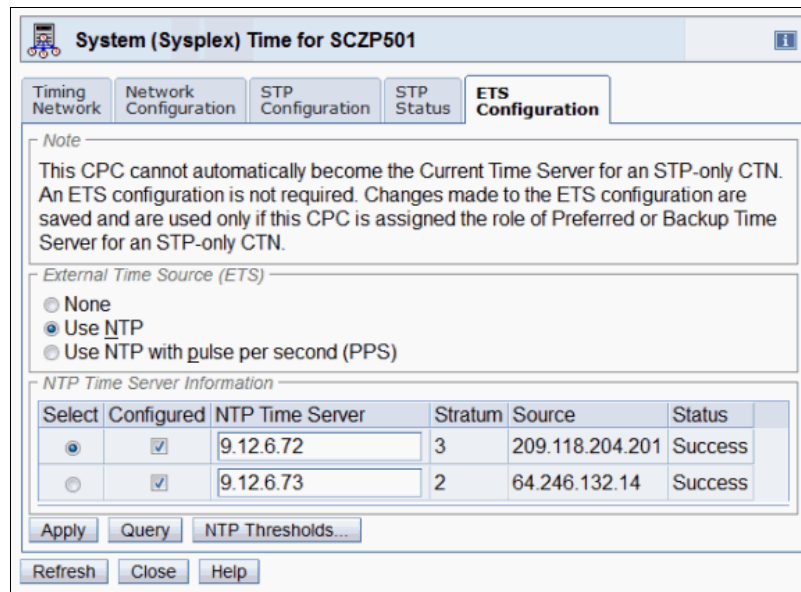 System (Sysplex) Time for SCZP501
i
Timing Network
Network Configuration
STP Configuration
STP Status
ETS Configuration
Note
This CPC cannot automatically become the Current Time Server for an STP-only CTN.
An ETS configuration is not required. Changes made to the ETS configuration are
saved and are used only if this CPC is assigned the role of Preferred or Backup Time
Server for an STP-only CTN.
External Time Source (ETS)
None
Use NTP
Use NTP with pulse per second (PPS)
NTP Time Server Information
Select Configured NTP Time Server Stratum Source Status
9.12.6.72 3 209.118.204.201 Success
9.12.6.73 2 64.246.132.14 Success
Apply Query NTP Thresholds...
Refresh Close Help